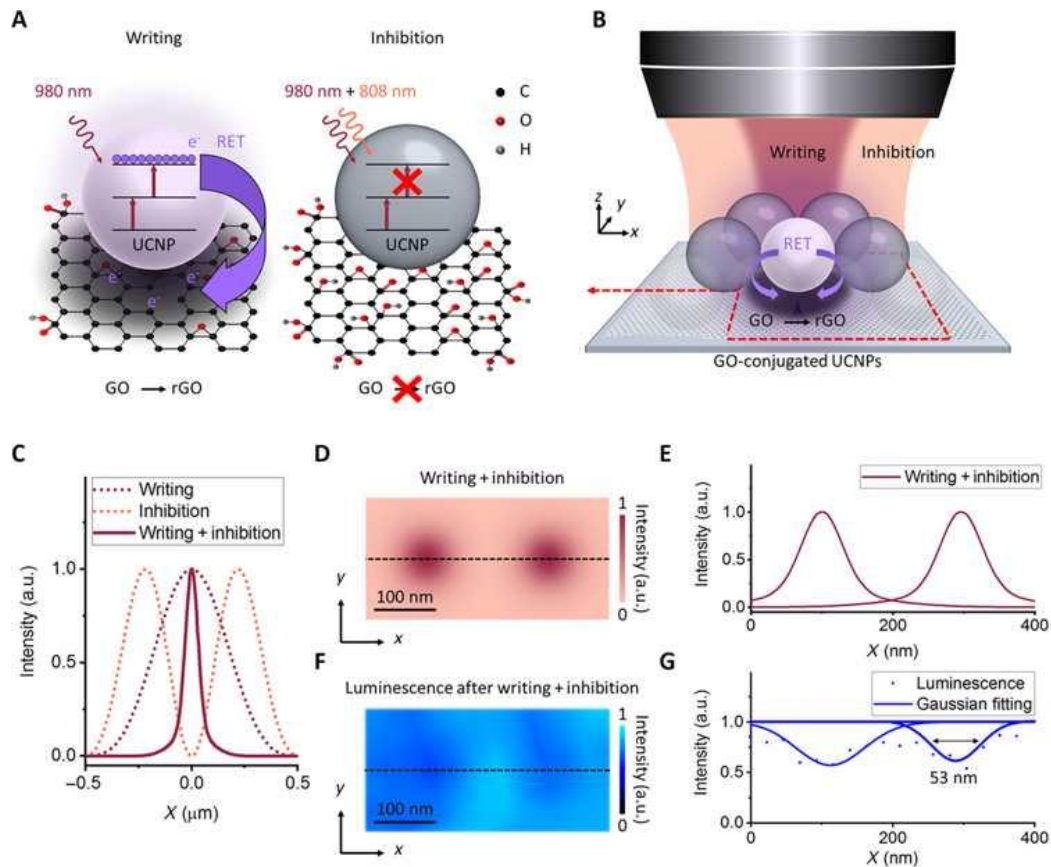 A
Writing
Inhibition
980 nm
e⁻ RET
UCNP
e⁻ e⁻ e⁻
GO → rGO
980 nm + 808 nm
C
O
H
UCNP
GO → rGO
B
Writing
Inhibition
z
y
x
RET
GO → rGO
GO-conjugated UCNPs
C
Writing
Inhibition
Writing + inhibition
Intensity (a.u.)
1.0
0.5
0.0
−0.5
0.0
0.5
X (μm)
D
Writing + inhibition
y
100 nm
x
1
0
Intensity (a.u.)
E
Writing + inhibition
Intensity (a.u.)
1.0
0.5
0.0
0
200
400
X (nm)
F
Luminescence after writing + inhibition
y
100 nm
x
1
0
Intensity (a.u.)
G
Luminescence
Gaussian fitting
Intensity (a.u.)
1.0
0.5
0.0
53 nm
0
200
400
X (nm)